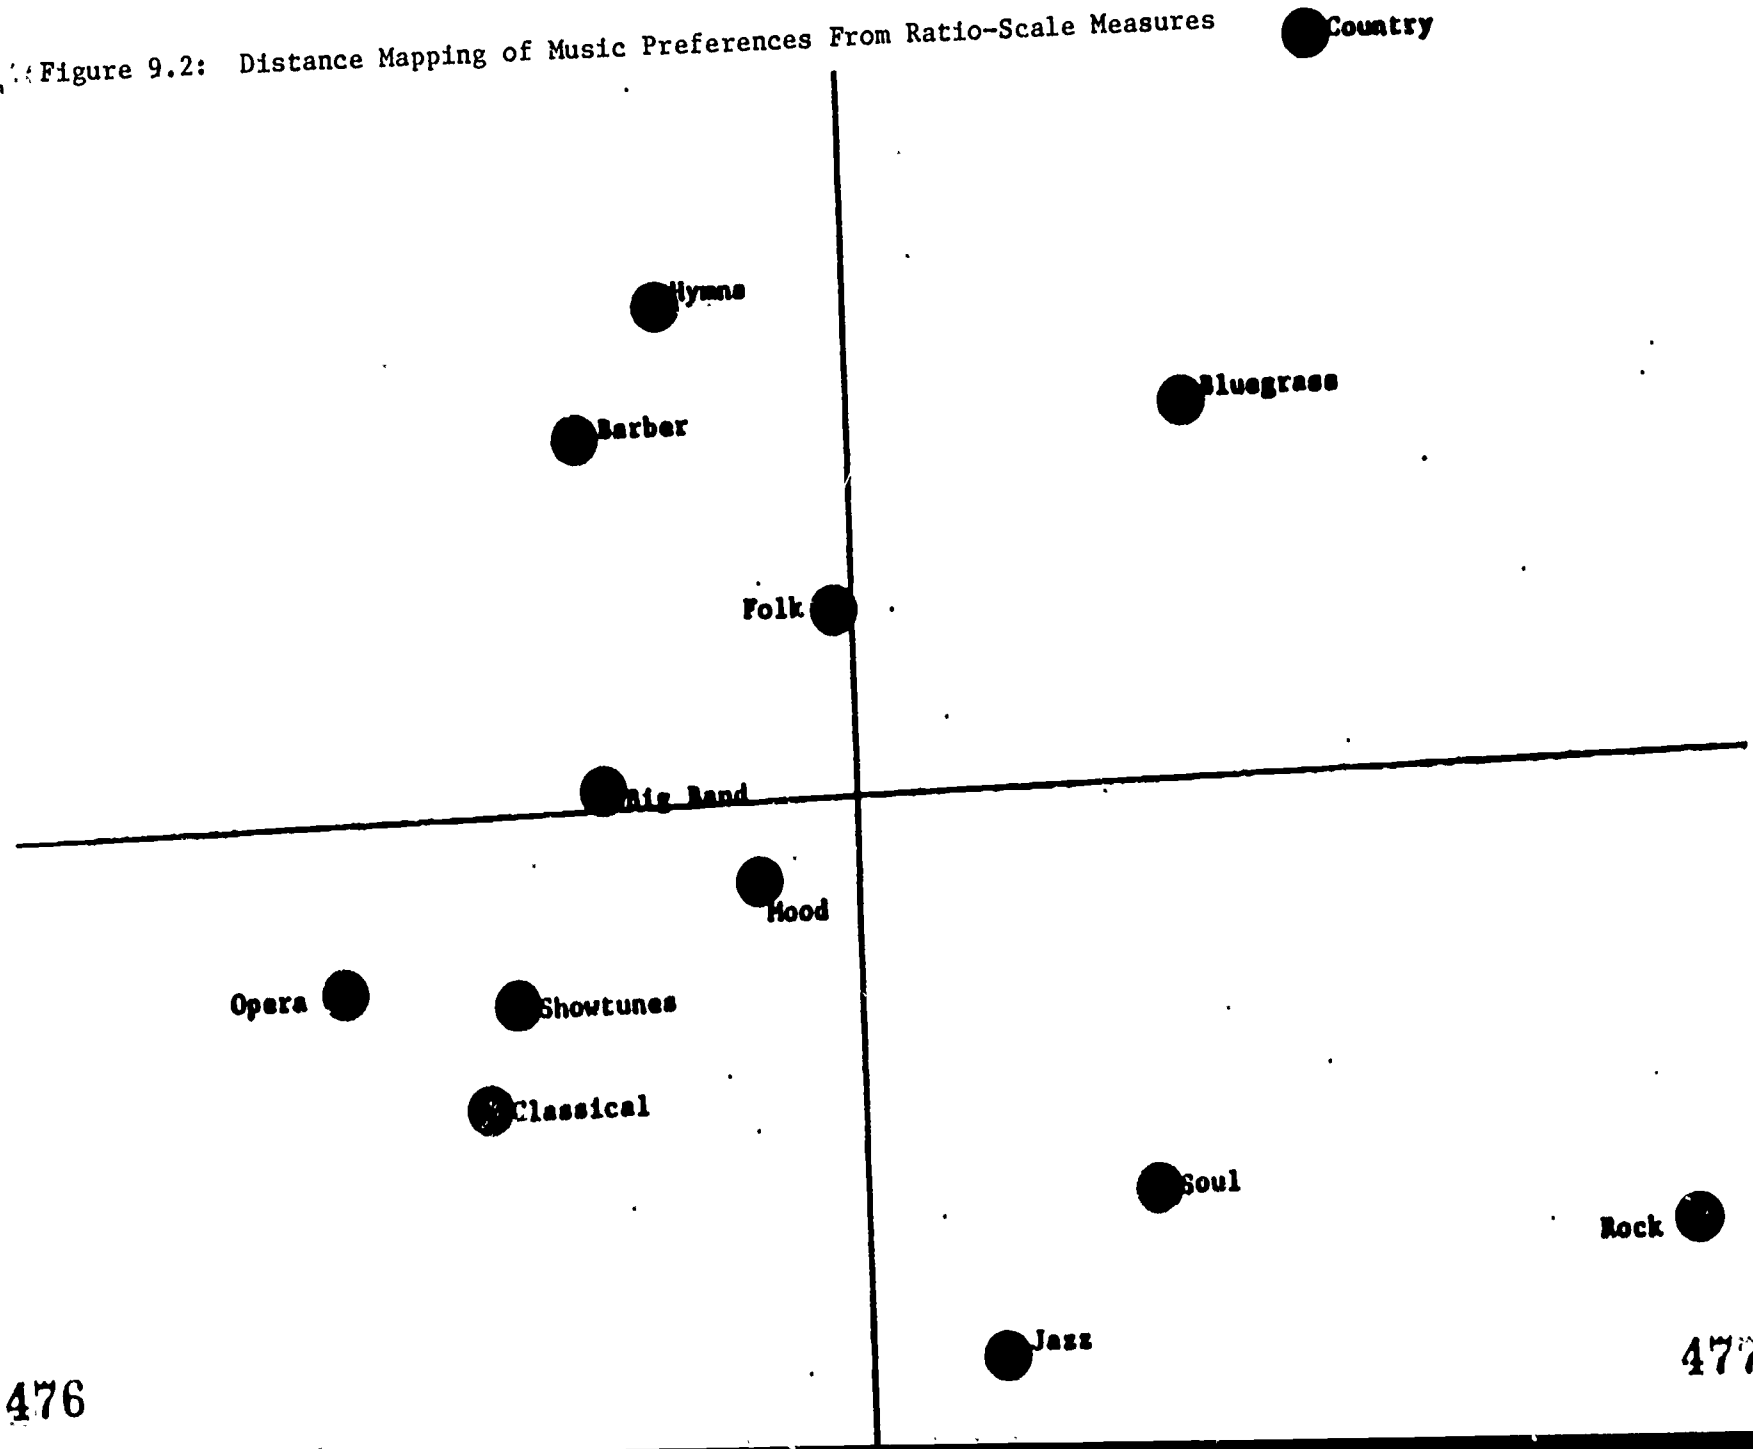 Figure 9.2: Distance Mapping of Music Preferences From Ratio-Scale Measures
Country
Hymns
Bluegrass
Barber
Folk
Big Band
Mood
Opera
Showtunes
Classical
Soul
Rock
Jazz
477
476